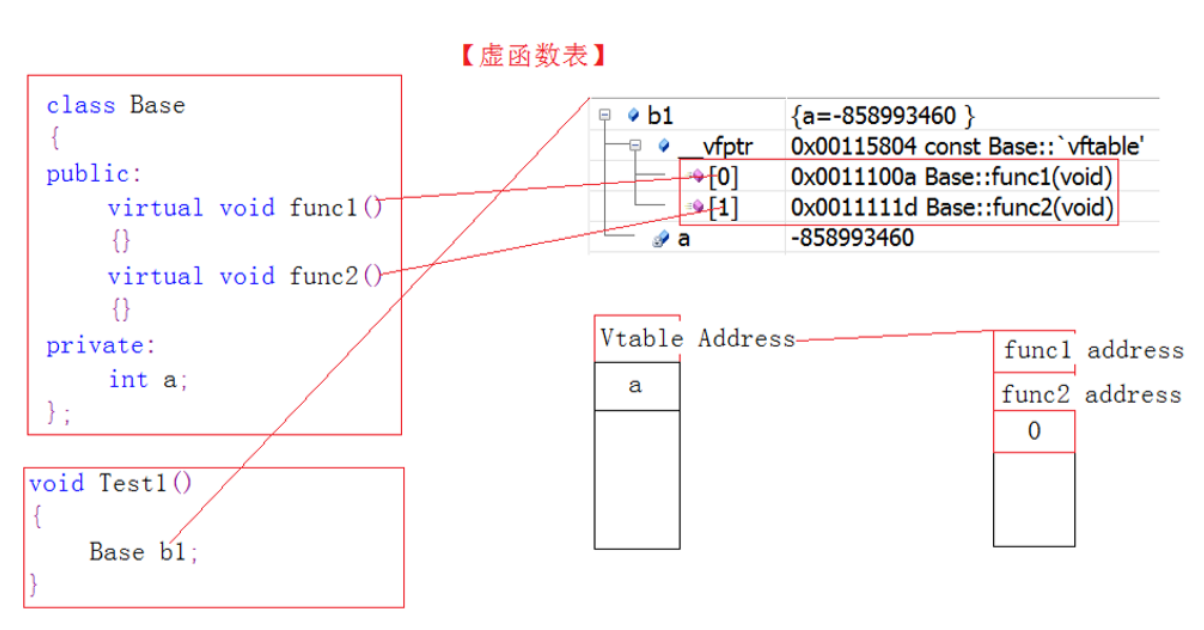 【虚函数表】
class Base
{
public:
virtual void func1()
{}
virtual void func2()
{}
private:
int a;
};
void Test1()
{
Base b1;
}
b1 {a=-858993460 }
__vfptr 0x00115804 const Base::`vftable'
[0] 0x0011100a Base::func1(void)
[1] 0x0011111d Base::func2(void)
a -858993460
Vtable Address
a
func1 address
func2 address
0